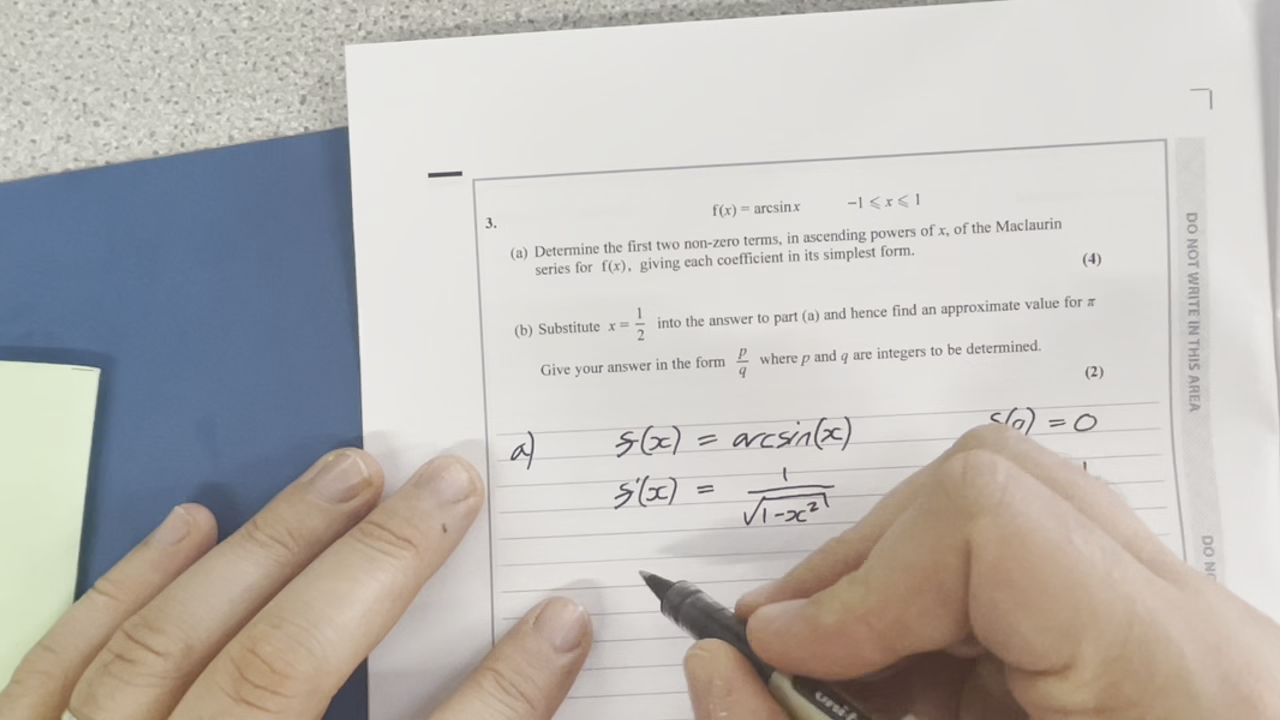 3.
f(x) = arcsinx -1 ⩽ x ⩽ 1
(a) Determine the first two non-zero terms, in ascending powers of x, of the Maclaurin
series for f(x), giving each coefficient in its simplest form.
(4)
(b) Substitute x = 1/2 into the answer to part (a) and hence find an approximate value for π
Give your answer in the form p/q where p and q are integers to be determined.
(2)
a) f(x) = arcsin(x) f(0) = 0
f'(x) = 1/√(1-x²)
DO NOT WRITE IN THIS AREA
DO
uni